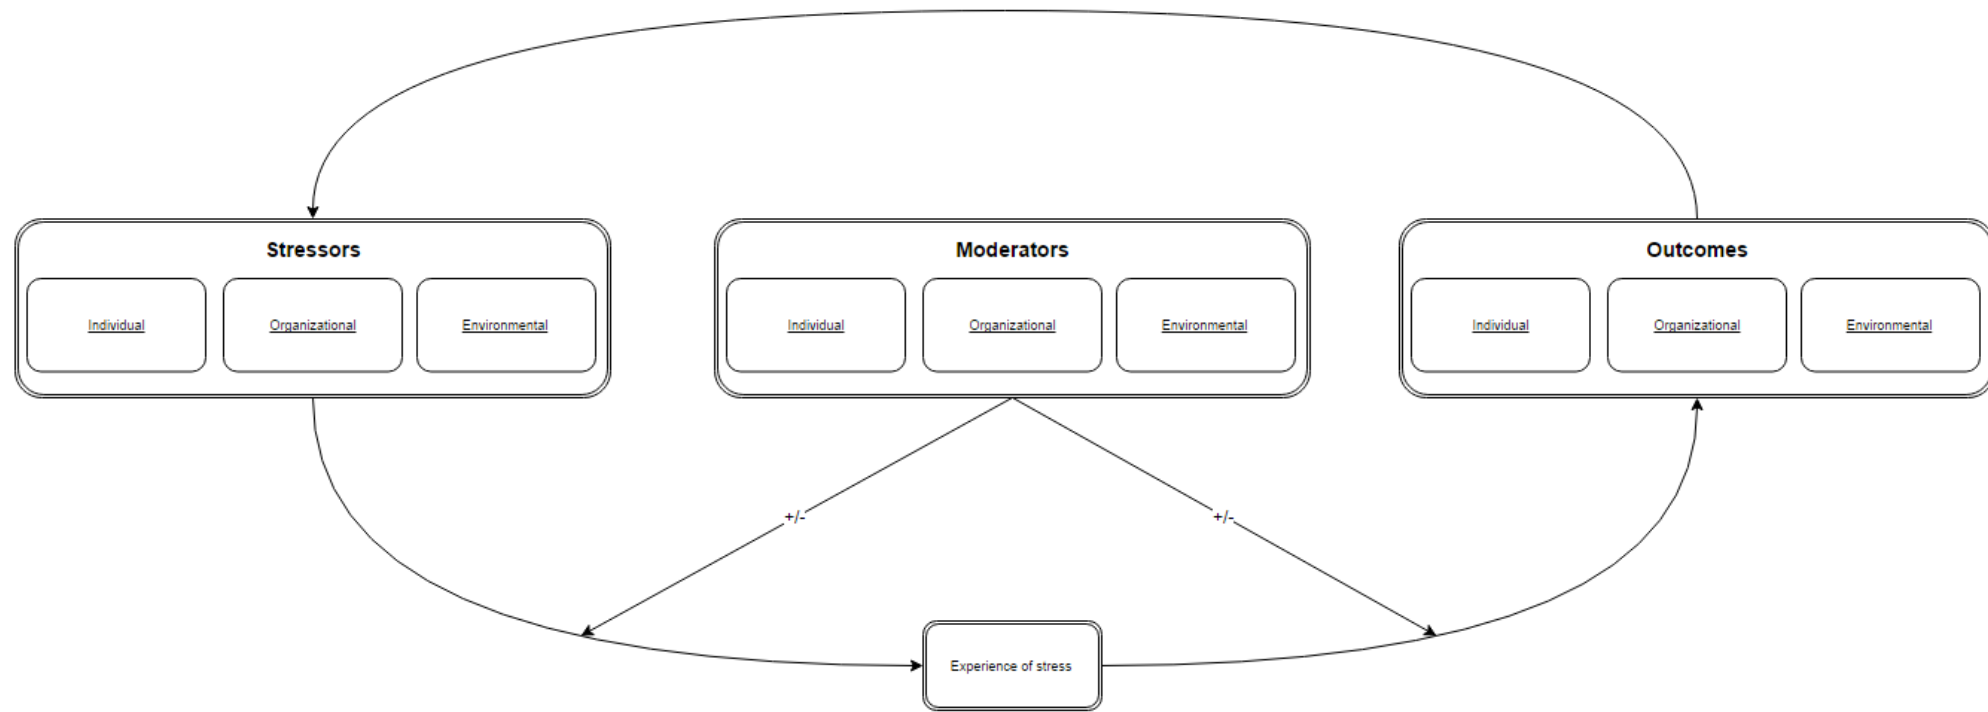 Stressors
Individual
Organizational
Environmental
Moderators
Individual
Organizational
Environmental
Outcomes
Individual
Organizational
Environmental
+/-
+/-
Experience of stress